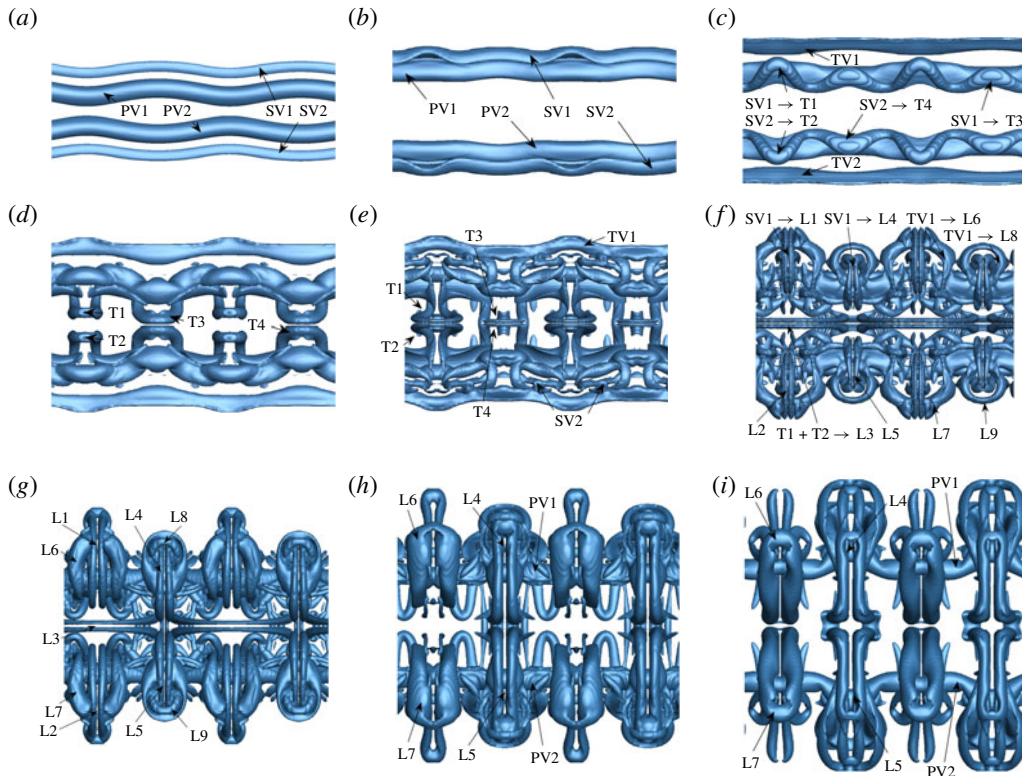 (a)
PV1 PV2 SV1 SV2
(b)
PV1 PV2 SV1 SV2
(c)
TV1
SV1 → T1 SV2 → T4
SV2 → T2 SV1 → T3
TV2
(d)
T1 T3
T4
T2
(e)
T3 TV1
T1
T2
T4 SV2
(f)
SV1 → L1 SV1 → L4 TV1 → L6
TV1 → L8
L2 T1 + T2 → L3 L5 L7 L9
(g)
L1 L4 L8
L6
L3
L7
L2 L5 L9
(h)
L6 L4 PV1
L7 L5 PV2
(i)
L6 L4 PV1
L7 L5 PV2